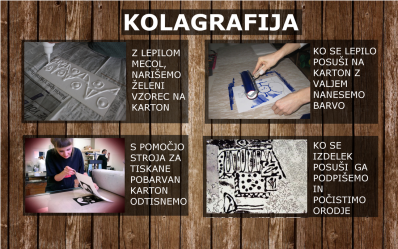 KOLAGRAFIJA
Z LEPILOM
MECOL,
NARIŠEMO
ŽELENI
VZOREC NA
KARTON
KO SE LEPILO
POSUŠI NA
KARTON Z
VALJEM
NANESEMO
BARVO
S POMOČJO
STROJA ZA
TISKANE
POBARVAN
KARTON
ODTISNEMO
KO SE
IZDELEK
POSUŠI GA
PODPIŠEMO
IN
POČISTIMO
ORODJE